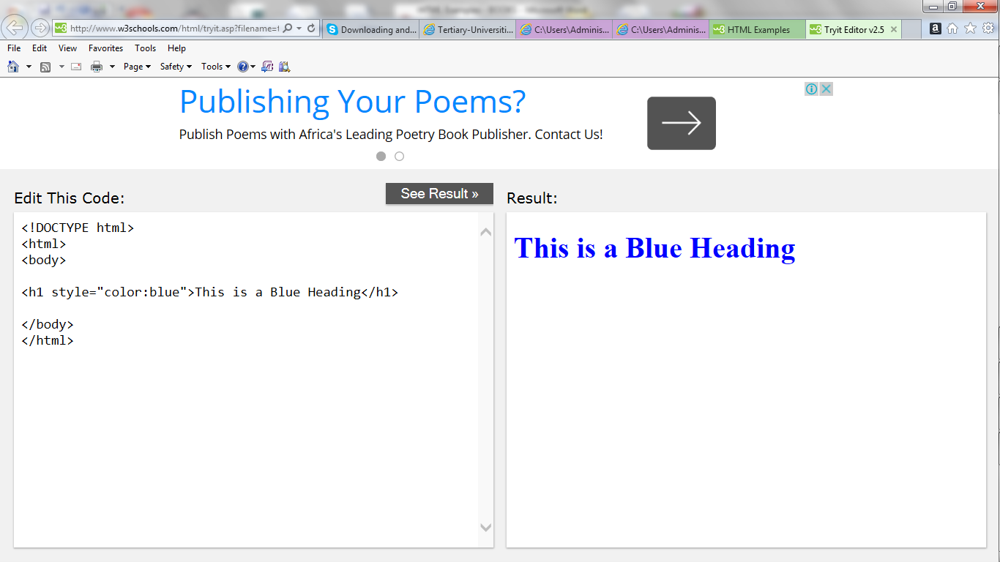 http://www.w3schools.com/html/tryit.asp?filename=t
Downloading and...
Tertiary-Universiti...
C:\Users\Adminis...
C:\Users\Adminis...
HTML Examples
Tryit Editor v2.5
File Edit View Favorites Tools Help
Page Safety Tools
Publishing Your Poems?
Publish Poems with Africa's Leading Poetry Book Publisher. Contact Us!
Edit This Code:
See Result »
<!DOCTYPE html>
<html>
<body>
<h1 style="color:blue">This is a Blue Heading</h1>
</body>
</html>
Result:
This is a Blue Heading